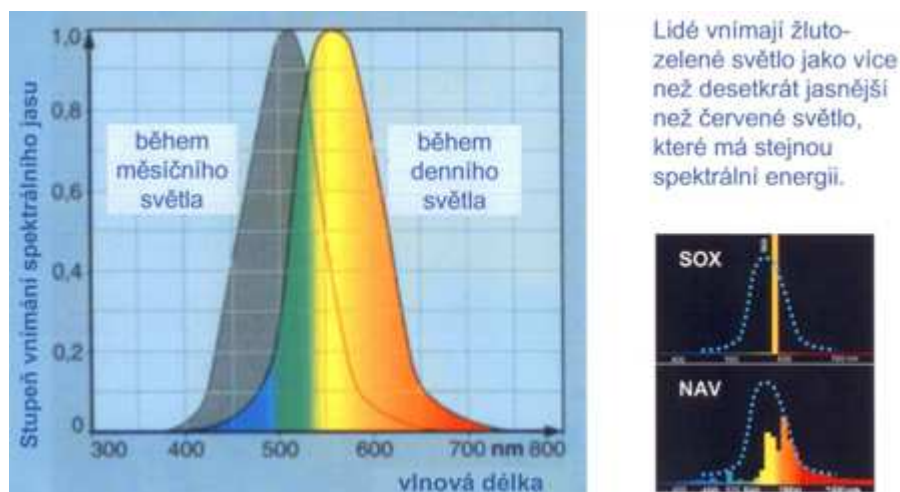 Stupeň vnímání spektrálního jasu
1,0
0,8
0,6
0,4
0,2
0
během
měsíčního
světla
během
denního
světla
300 400 500 600 700 nm 800
vlnová délka
Lidé vnímají žluto-
zelené světlo jako více
než desetkrát jasnější
než červené světlo,
které má stejnou
spektrální energii.
SOX
NAV